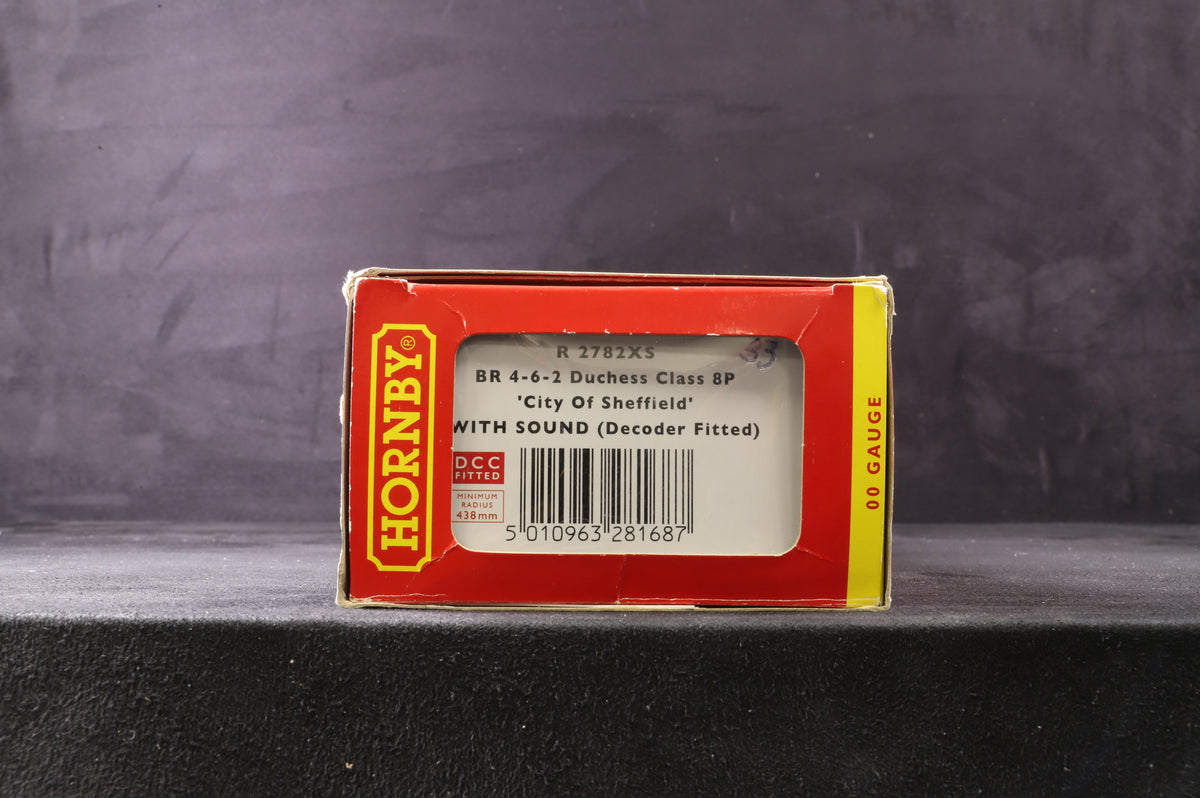 HORNBY®
R 2782XS
53
BR 4-6-2 Duchess Class 8P
'City Of Sheffield'
WITH SOUND (Decoder Fitted)
DCC
FITTED
MINIMUM
RADIUS
438mm
5 010963 281687
00 GAUGE